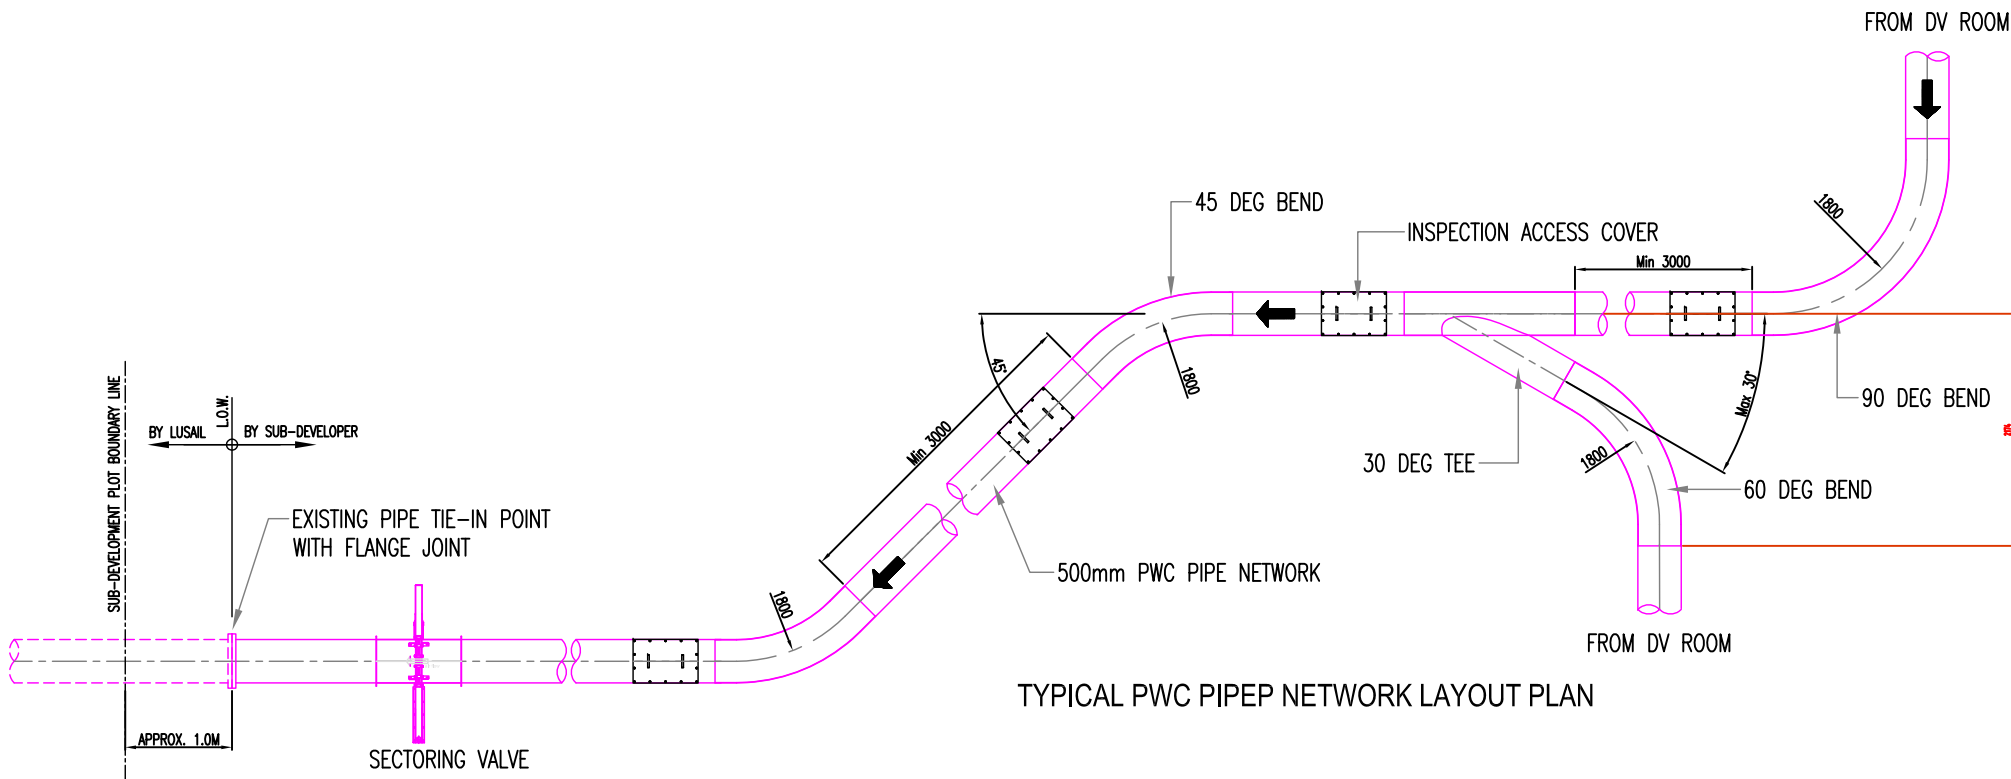 FROM DV ROOM
1800
45 DEG BEND
INSPECTION ACCESS COVER
Min 3000
45°
1800
Max 30°
90 DEG BEND
Min 3000
30 DEG TEE
1800
60 DEG BEND
SUB-DEVELOPMENT PLOT BOUNDARY LINE
L.O.W.
BY LUSAIL
BY SUB-DEVELOPER
EXISTING PIPE TIE-IN POINT
WITH FLANGE JOINT
500mm PWC PIPE NETWORK
1800
FROM DV ROOM
TYPICAL PWC PIPEP NETWORK LAYOUT PLAN
APPROX. 1.0M
SECTORING VALVE